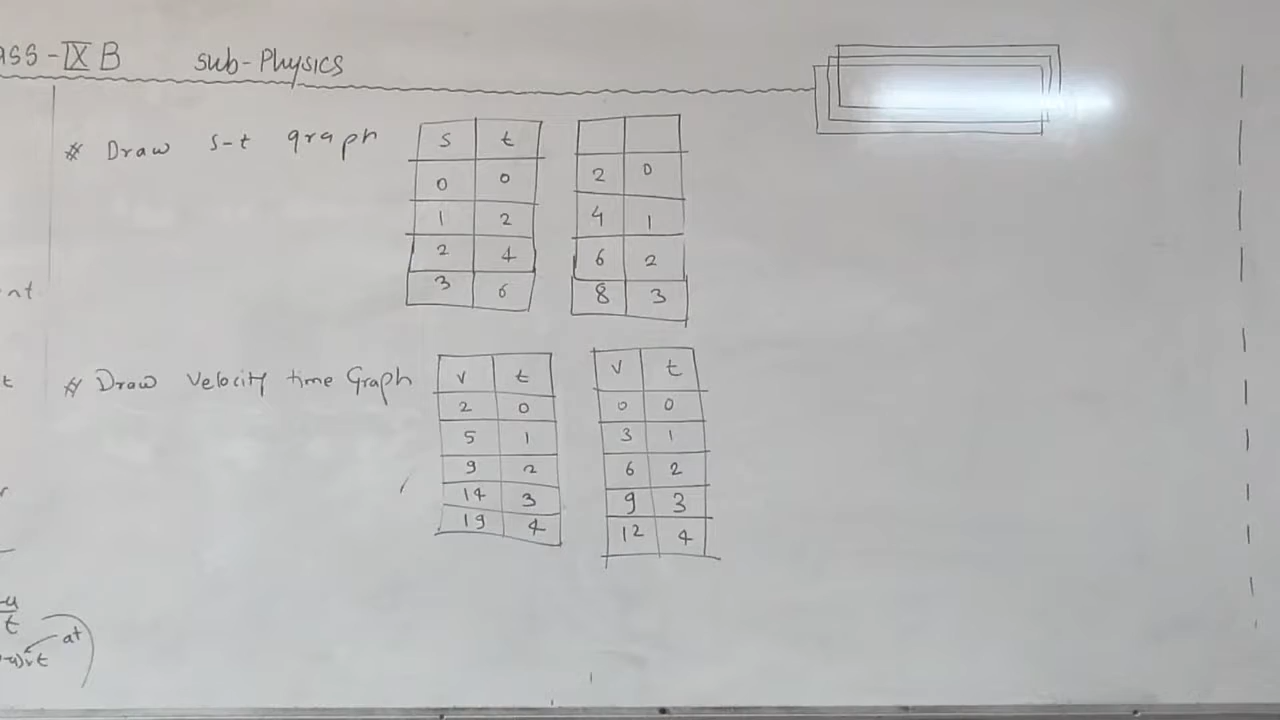 ASS-IX B sub-Physics
# Draw s-t graph
s t
0 0
1 2
2 4
3 6
2 0
4 1
6 2
8 3
nt
t
# Draw velocity time Graph
v t
2 0
5 1
9 2
14 3
19 4
v t
0 0
3 1
6 2
9 3
12 4
-u
t
at